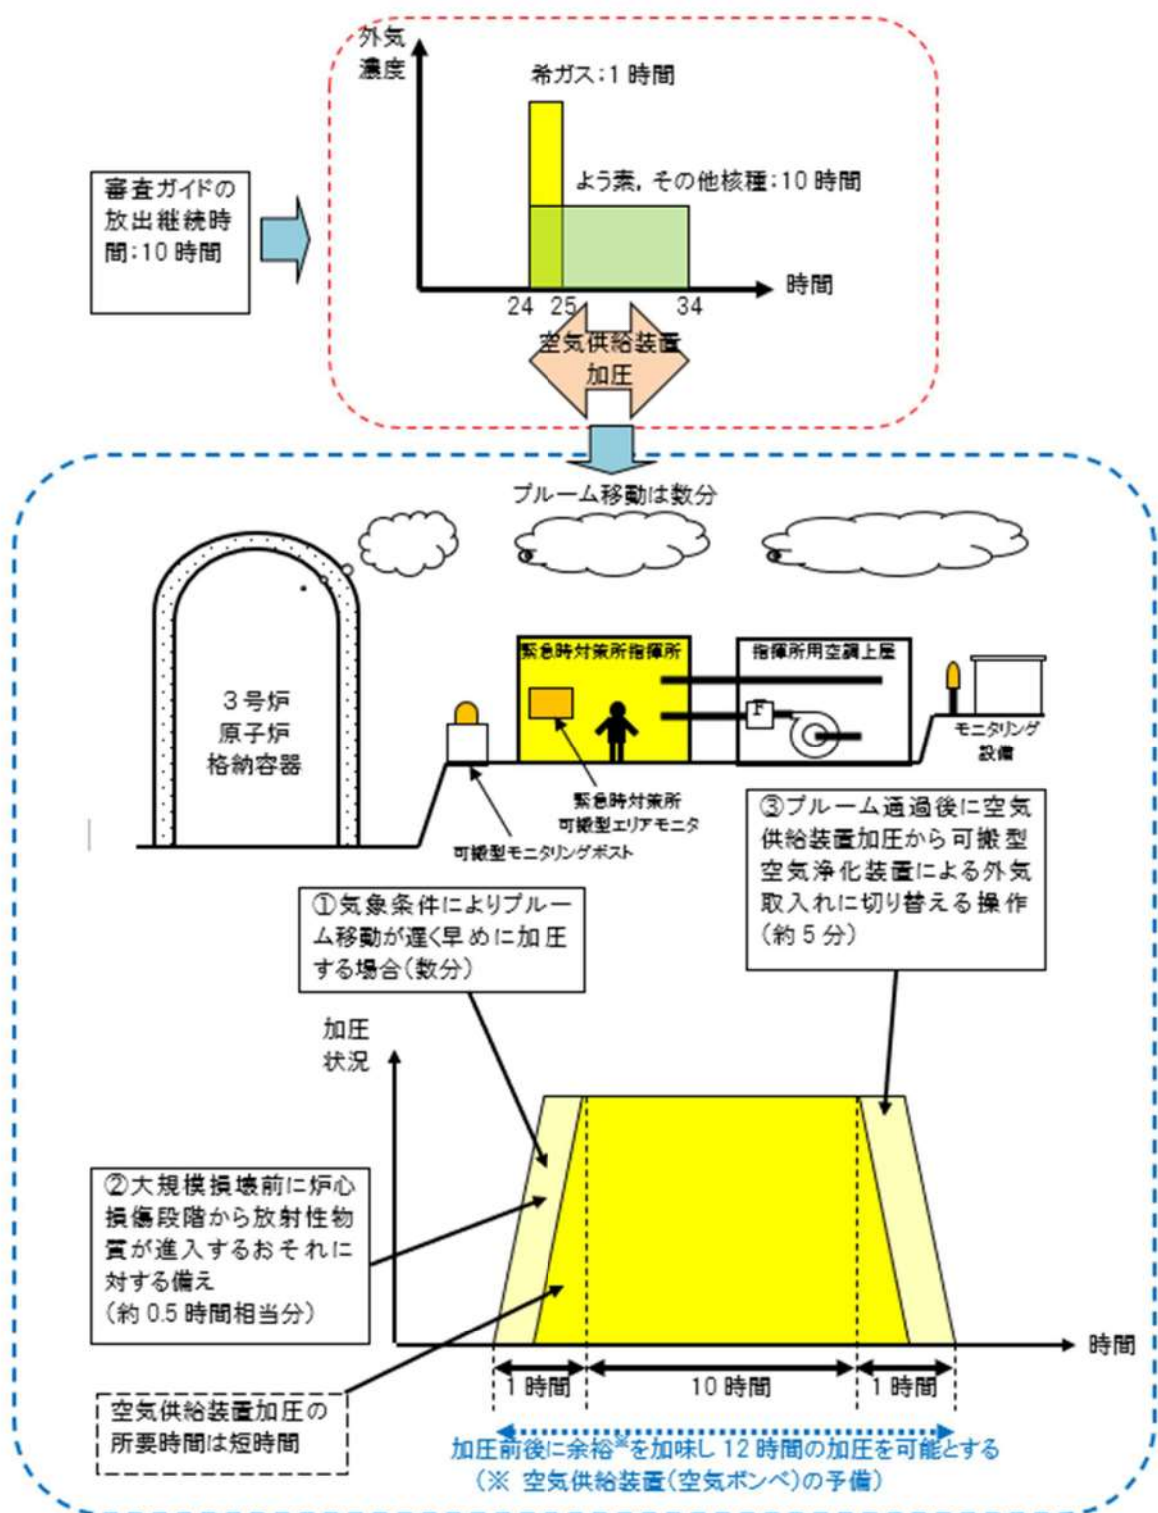 外気
濃度
希ガス：1時間
よう素，その他核種：10時間
審査ガイドの
放出継続時
間：10時間
時間
24 25 34
空気供給装置
加圧
プルーム移動は数分
3号炉
原子炉
格納容器
緊急時対策所指揮所
指揮所用空調上屋
F
モニタリング
設備
緊急時対策所
可搬型エリアモニタ
可搬型モニタリングポスト
③プルーム通過後に空気
供給装置加圧から可搬型
空気浄化装置による外気
取入れに切り替える操作
（約5分）
①気象条件によりプルー
ム移動が遅く早めに加圧
する場合（数分）
加圧
状況
②大規模損壊前に炉心
損傷段階から放射性物
質が進入するおそれに
対する備え
（約0.5時間相当分）
時間
1時間 10時間 1時間
空気供給装置加圧の
所要時間は短時間
加圧前後に余裕※を加味し12時間の加圧を可能とする
（※ 空気供給装置（空気ボンベ）の予備）